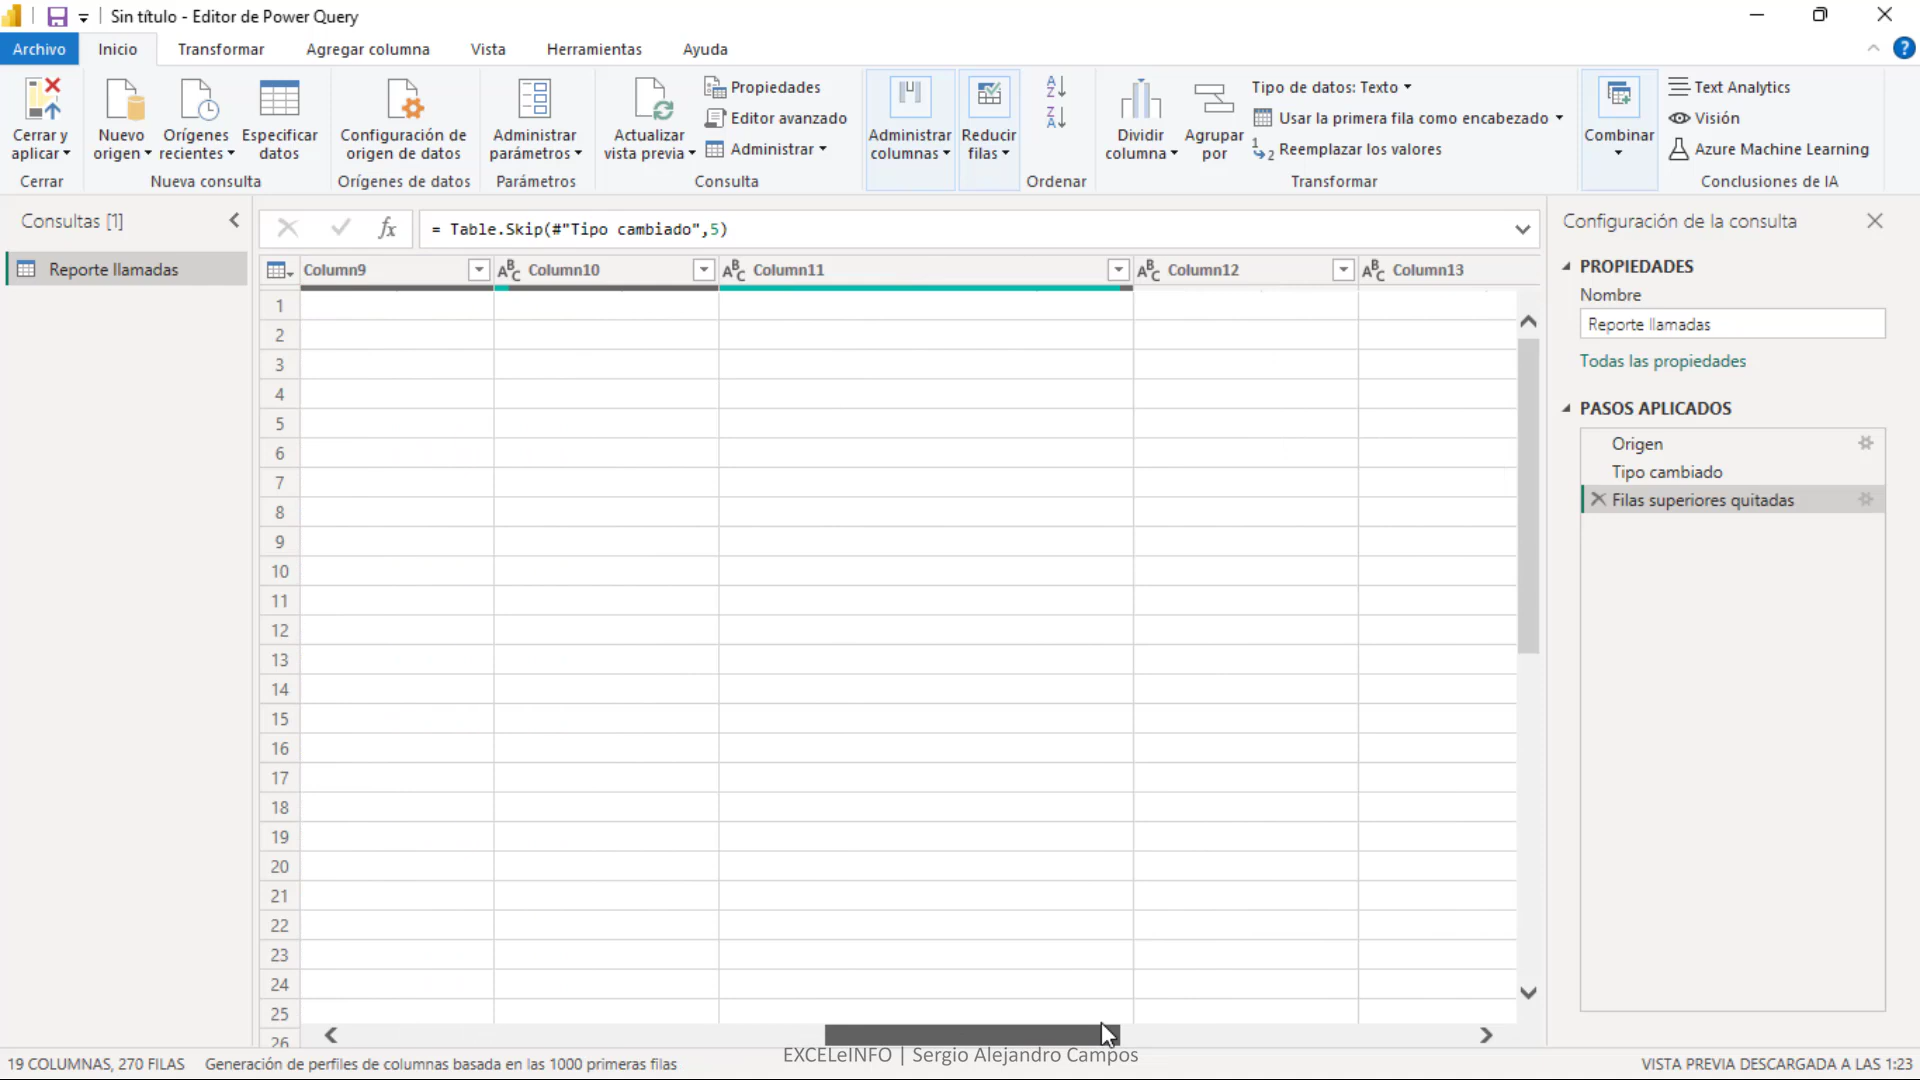 Sin título - Editor de Power Query
Archivo Inicio Transformar Agregar columna Vista Herramientas Ayuda
Cerrar y aplicar
Cerrar
Nuevo origen
Orígenes recientes
Especificar datos
Nueva consulta
Configuración de origen de datos
Orígenes de datos
Administrar parámetros
Parámetros
Actualizar vista previa
Propiedades
Editor avanzado
Administrar
Consulta
Administrar columnas
Reducir filas
Ordenar
Dividir columna
Agrupar por
Tipo de datos: Texto
Usar la primera fila como encabezado
Reemplazar los valores
Transformar
Combinar
Text Analytics
Visión
Azure Machine Learning
Conclusiones de IA
Consultas [1]
Reporte llamadas
fx = Table.Skip(#"Tipo cambiado",5)
Column9 ABC Column10 ABC Column11 ABC Column12 ABC Column13
1
2
3
4
5
6
7
8
9
10
11
12
13
14
15
16
17
18
19
20
21
22
23
24
25
26
Configuración de la consulta
PROPIEDADES
Nombre
Reporte llamadas
Todas las propiedades
PASOS APLICADOS
Origen
Tipo cambiado
Filas superiores quitadas
EXCELeINFO | Sergio Alejandro Campos
19 COLUMNAS, 270 FILAS Generación de perfiles de columnas basada en las 1000 primeras filas
VISTA PREVIA DESCARGADA A LAS 1:23